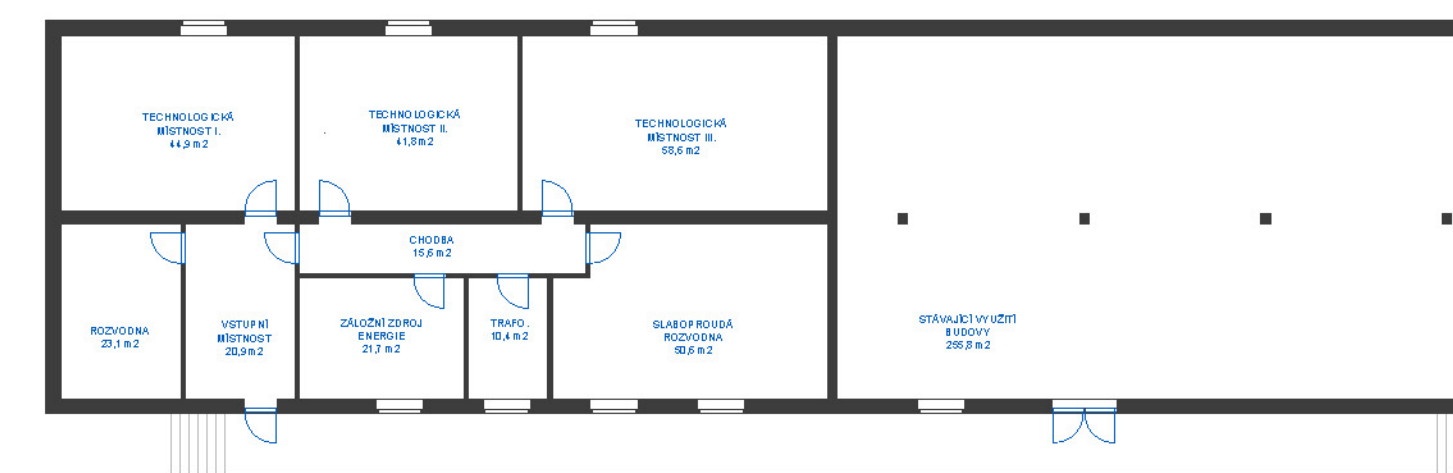 TECHNOLOGICKÁ
MÍSTNOST I.
44,9 m2
TECHNOLOGICKÁ
MÍSTNOST II.
41,8 m2
TECHNOLOGICKÁ
MÍSTNOST III.
58,6 m2
CHODBA
15,6 m2
ROZVODNA
23,1 m2
VSTUPNÍ
MÍSTNOST
20,9 m2
ZÁLOŽNÍ ZDROJ
ENERGIE
21,7 m2
TRAFO.
10,4 m2
SLABOPROUDÁ
ROZVODNA
50,6 m2
STÁVAJÍCÍ VYUŽITÍ
BUDOVY
255,8 m2